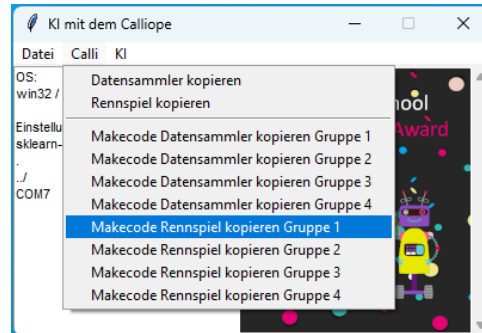 KI mit dem Calliope
Datei Calli KI
OS:
win32 /
Einstellu
sklearn-
.
../
COM7
Datensammler kopieren
Rennspiel kopieren
Makecode Datensammler kopieren Gruppe 1
Makecode Datensammler kopieren Gruppe 2
Makecode Datensammler kopieren Gruppe 3
Makecode Datensammler kopieren Gruppe 4
Makecode Rennspiel kopieren Gruppe 1
Makecode Rennspiel kopieren Gruppe 2
Makecode Rennspiel kopieren Gruppe 3
Makecode Rennspiel kopieren Gruppe 4
hool
Award